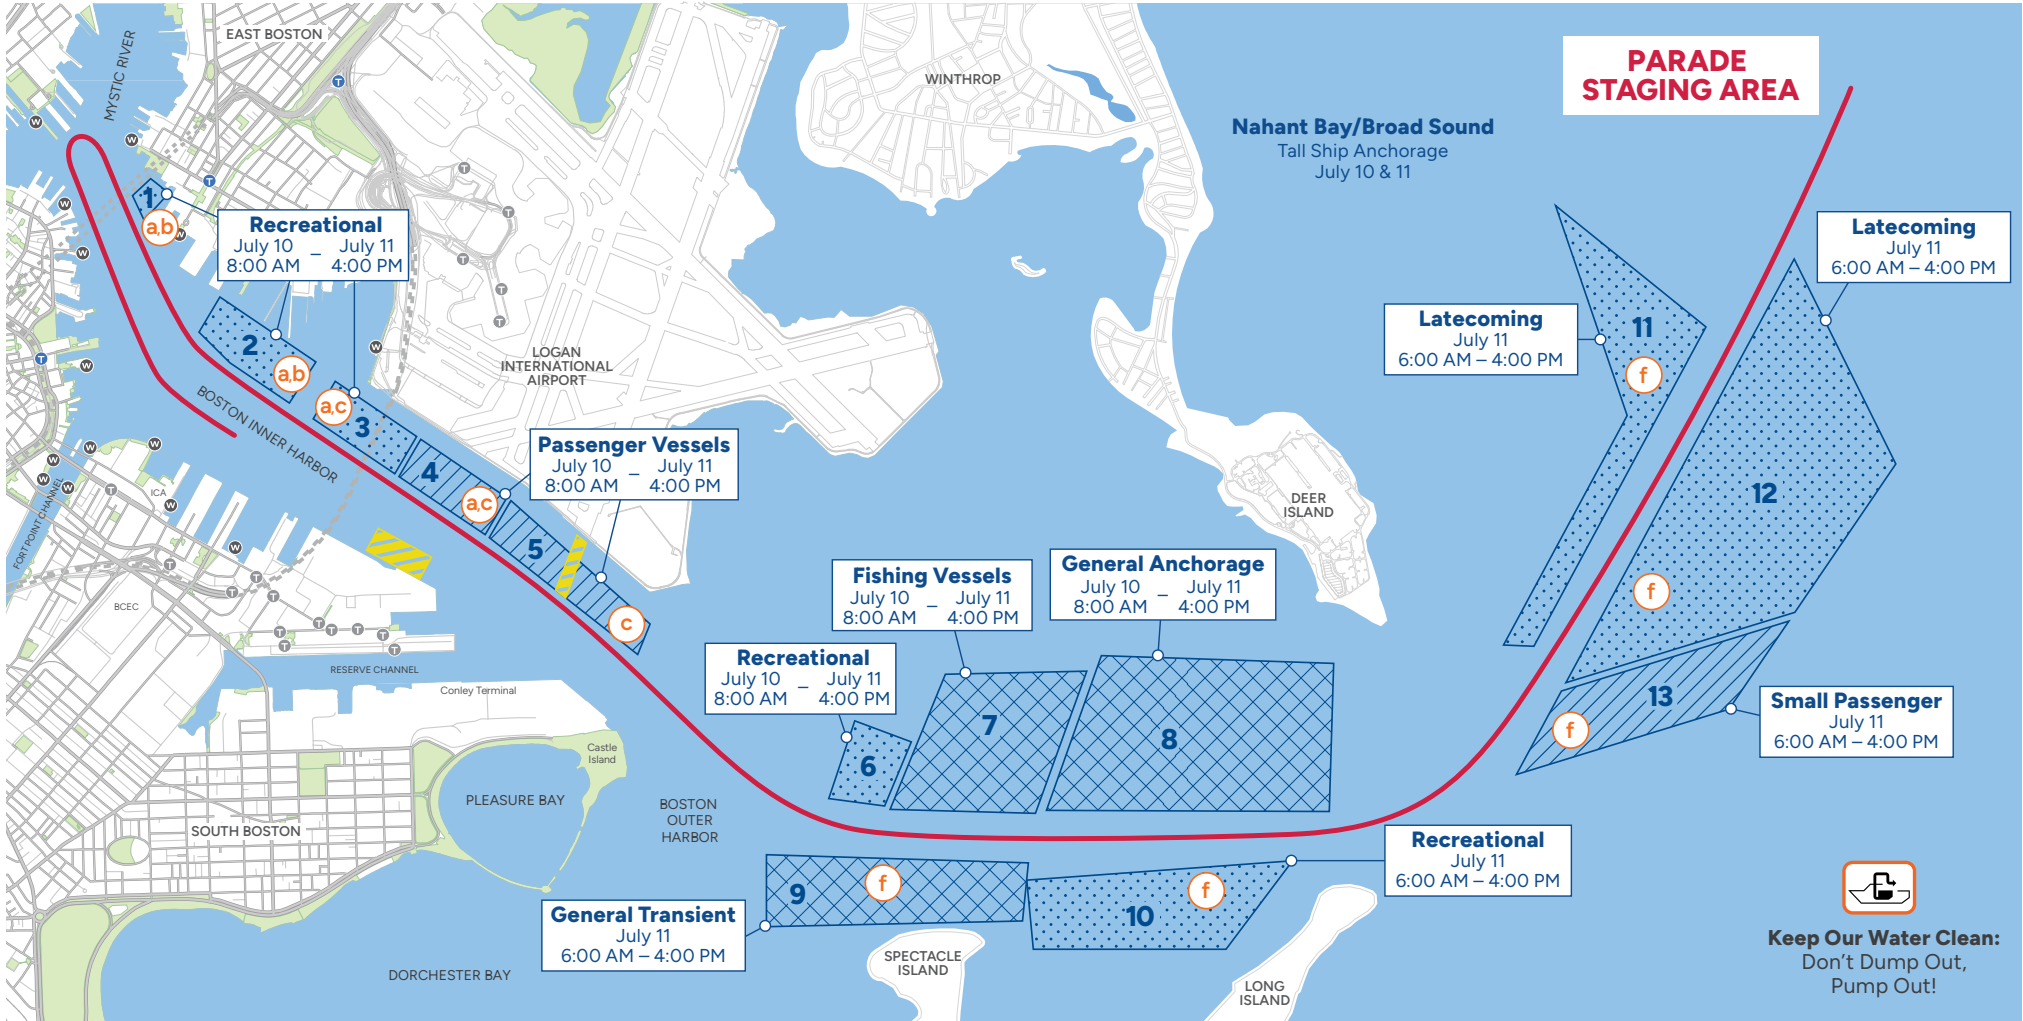 PARADE
STAGING AREA
EAST BOSTON
MYSTIC RIVER
WINTHROP
Nahant Bay/Broad Sound
Tall Ship Anchorage
July 10 & 11
T
W
W
T
T
1
a,b
W
W
W
Recreational
July 10 – July 11
8:00 AM 4:00 PM
T
T
T
T
Latecoming
July 11
6:00 AM – 4:00 PM
Latecoming
July 11
6:00 AM – 4:00 PM
11
f
2
a,b
W
T
W
LOGAN
INTERNATIONAL
AIRPORT
a,c
3
BOSTON INNER HARBOR
Passenger Vessels
July 10 – July 11
8:00 AM 4:00 PM
4
a,c
5
c
12
f
W
W
W
W
W
T
ICA
W
FORT POINT CHANNEL
W
T
T
T
T
BCEC
T
T
T
T
T
T
RESERVE CHANNEL
Conley Terminal
DEER
ISLAND
Fishing Vessels
July 10 – July 11
8:00 AM 4:00 PM
General Anchorage
July 10 – July 11
8:00 AM 4:00 PM
Recreational
July 10 – July 11
8:00 AM 4:00 PM
6
7
8
13
f
Small Passenger
July 11
6:00 AM – 4:00 PM
Castle
Island
PLEASURE BAY
BOSTON
OUTER
HARBOR
SOUTH BOSTON
Recreational
July 11
6:00 AM – 4:00 PM
9
f
10
f
General Transient
July 11
6:00 AM – 4:00 PM
DORCHESTER BAY
SPECTACLE
ISLAND
LONG
ISLAND
Keep Our Water Clean:
Don't Dump Out,
Pump Out!